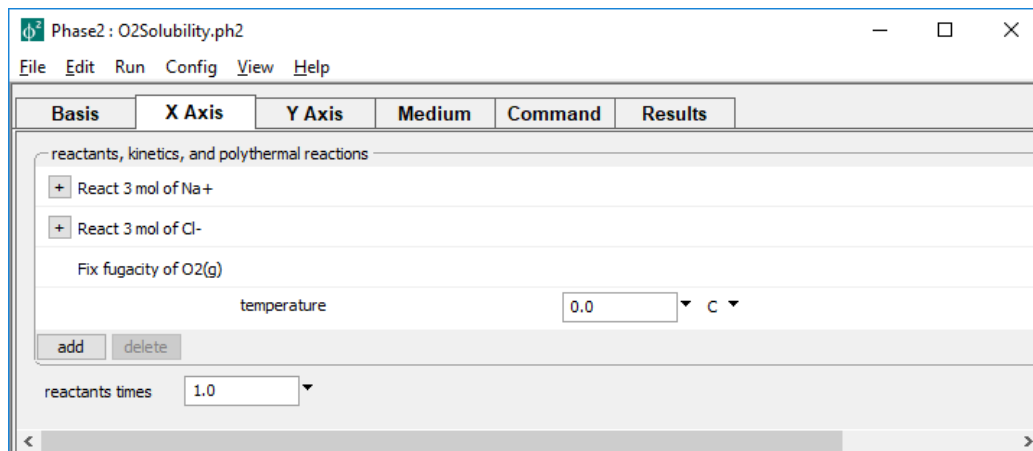 ϕ² Phase2 : O2Solubility.ph2
File Edit Run Config View Help
Basis X Axis Y Axis Medium Command Results
reactants, kinetics, and polythermal reactions
+ React 3 mol of Na+
+ React 3 mol of Cl-
Fix fugacity of O2(g)
temperature 0.0 C
add delete
reactants times 1.0